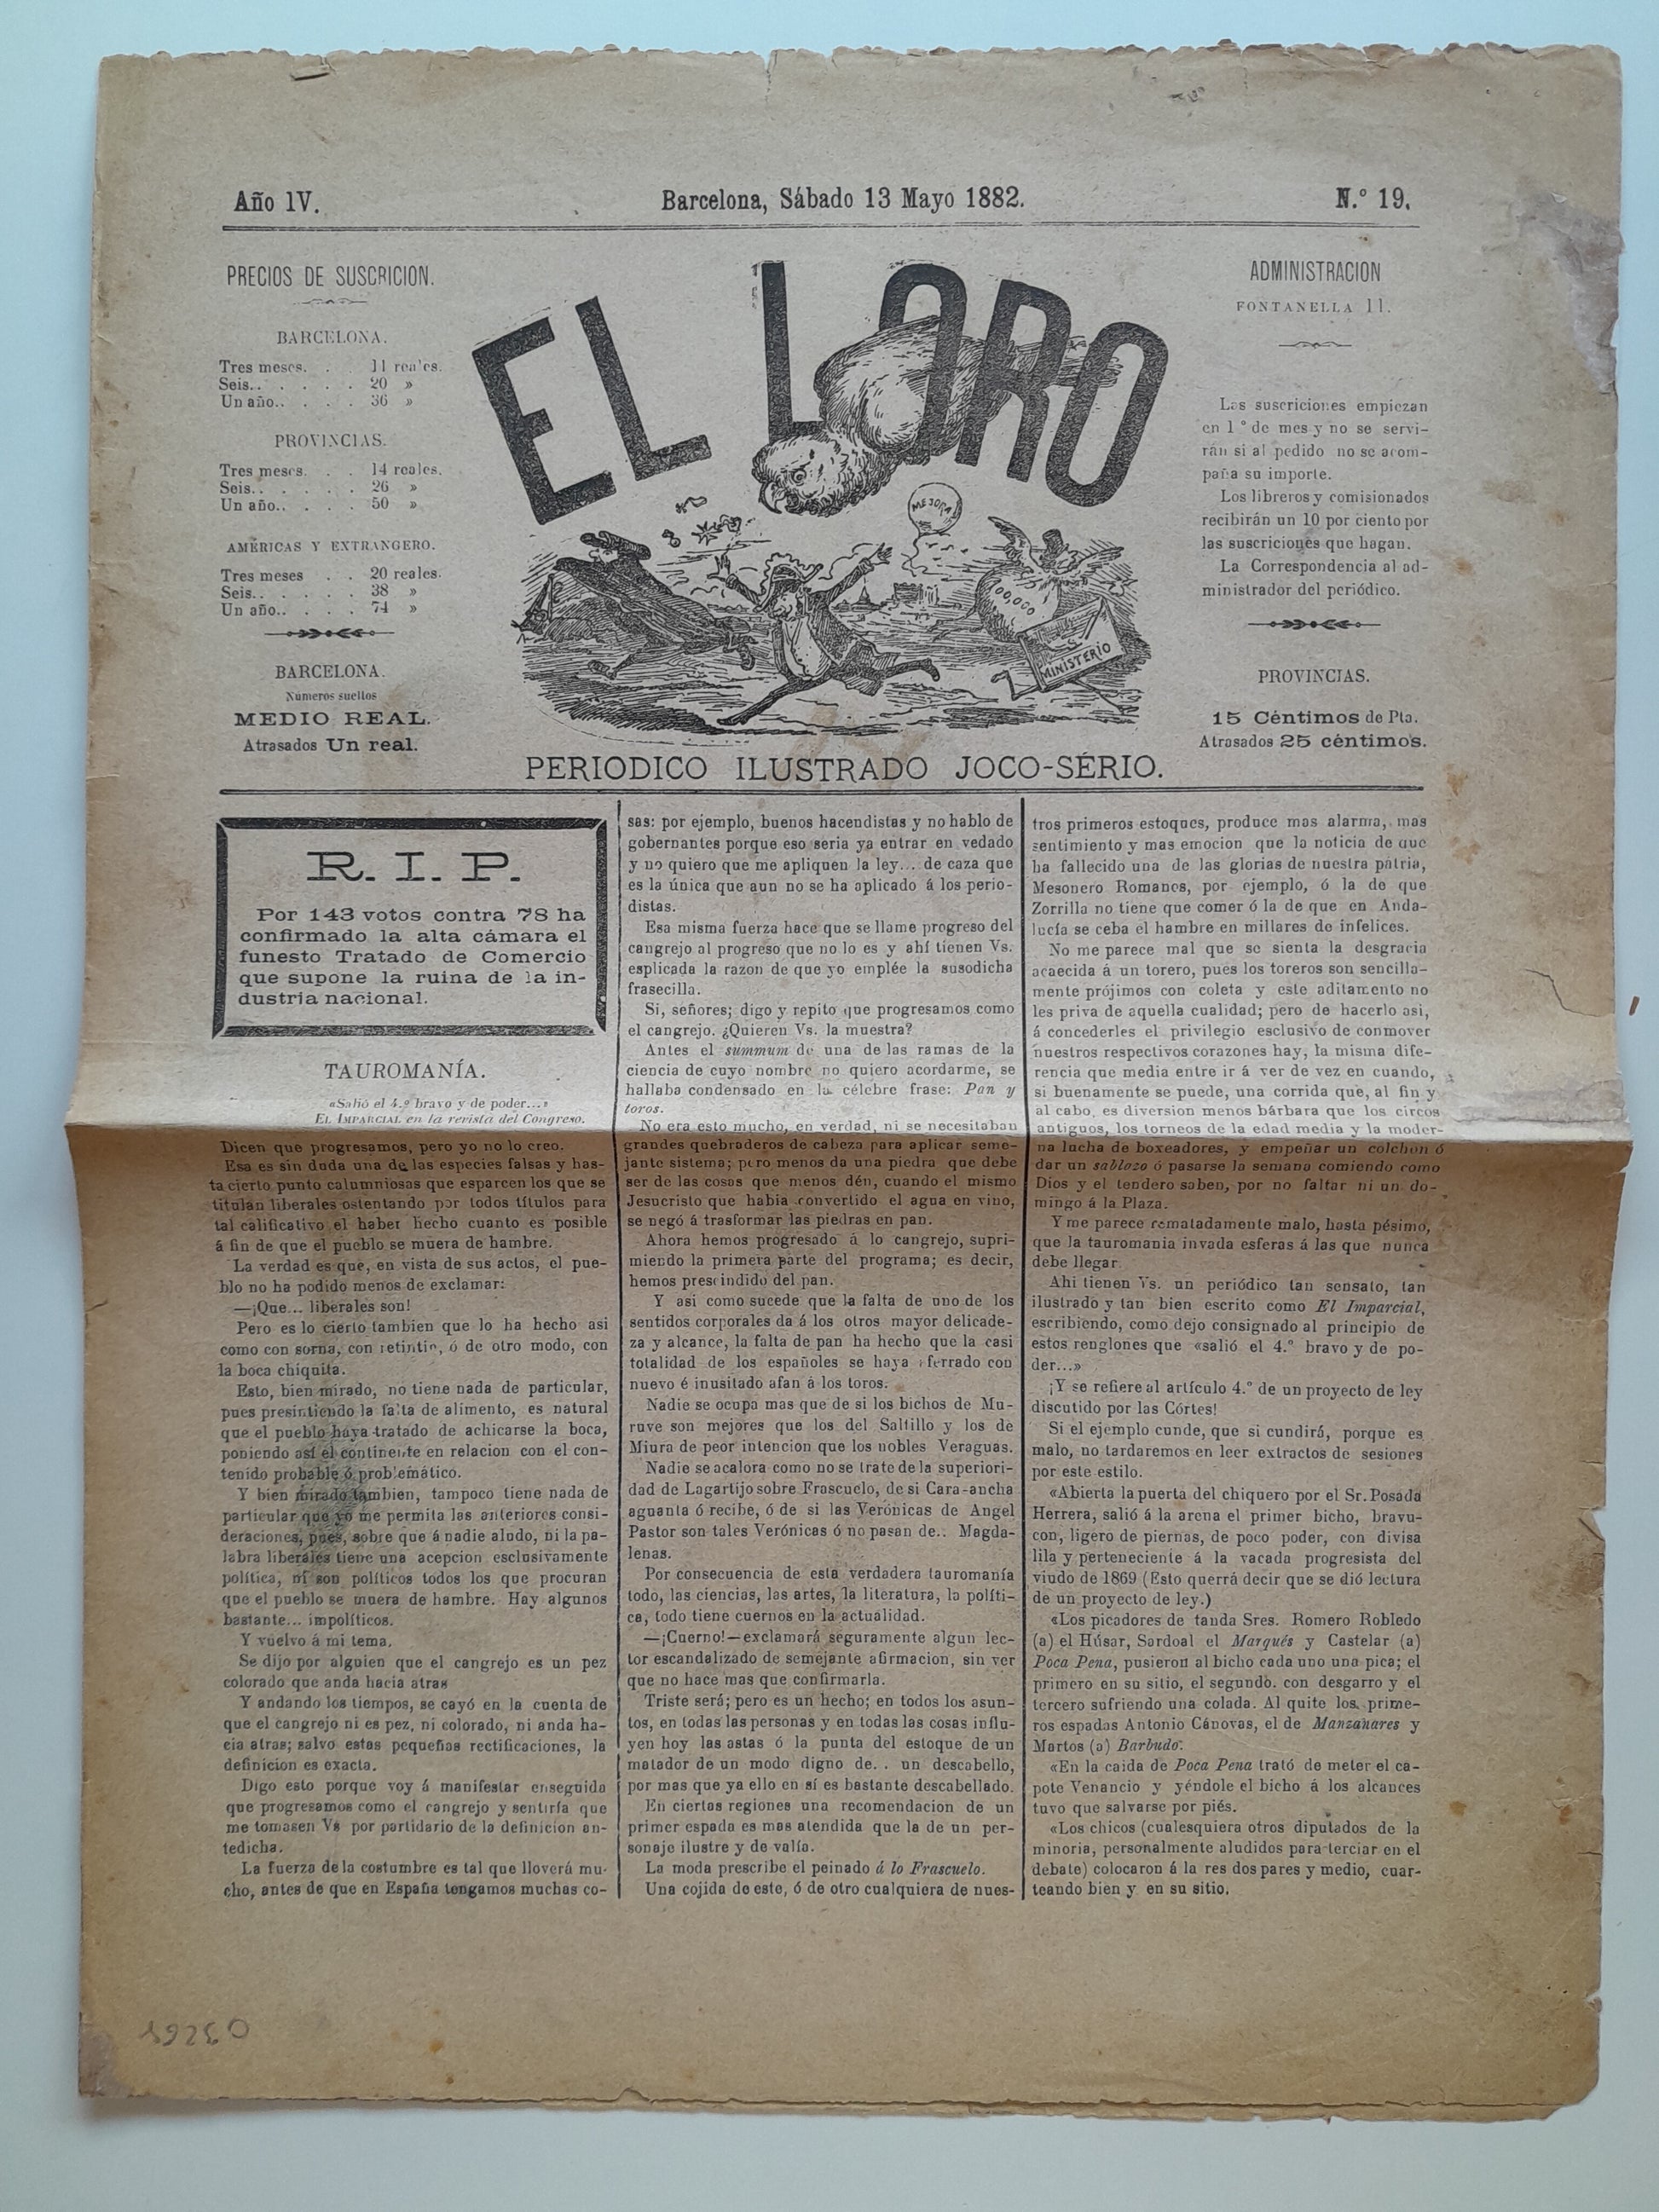 Año IV.
Barcelona, Sábado 13 Mayo 1882.
N.º 19.
PRECIOS DE SUSCRICION.
BARCELONA.
Tres meses. . . 11 reales.
Seis.. . . . . 20 »
Un año.. . . . 36 »
PROVINCIAS.
Tres meses. . . 14 reales.
Seis.. . . . . 26 »
Un año.. . . . 50 »
AMÉRICAS Y EXTRANGERO.
Tres meses . . 20 reales.
Seis.. . . . . 38 »
Un año.. . . . 74 »
BARCELONA.
Números sueltos
MEDIO REAL.
Atrasados Un real.
EL LORO
MEJORA
00,000
MINISTERIO
PERIODICO ILUSTRADO JOCO-SÉRIO.
ADMINISTRACION
FONTANELLA 11.
Las suscriciones empiezan
en 1º de mes y no se servi-
rán si al pedido no se acom-
paña su importe.
Los libreros y comisionados
recibirán un 10 por ciento por
las suscriciones que hagan.
La Correspondencia al ad-
ministrador del periódico.
PROVINCIAS.
15 Céntimos de Pta.
Atrasados 25 céntimos.
R. I. P.
Por 143 votos contra 78 ha
confirmado la alta cámara el
funesto Tratado de Comercio
que supone la ruina de la in-
dustria nacional.
TAUROMANÍA.
«Salió el 4.º bravo y de poder...»
EL IMPARCIAL en la revista del Congreso.
Dicen que progresamos, pero yo no lo creo.
Esa es sin duda una de las especies falsas y has-
ta cierto punto calumniosas que esparcen los que se
titulan liberales ostentando por todos títulos para
tal calificativo el haber hecho cuanto es posible
á fin de que el pueblo se muera de hambre.
La verdad es que, en vista de sus actos, el pue-
blo no ha podido menos de exclamar:
—¡Que... liberales son!
Pero es lo cierto tambien que lo ha hecho asi
como con sorna, con retintin, ó de otro modo, con
la boca chiquita.
Esto, bien mirado, no tiene nada de particular,
pues presintiendo la falta de alimento, es natural
que el pueblo haya tratado de achicarse la boca,
poniendo así el continente en relacion con el con-
tenido probable ó problemático.
Y bien mirado tambien, tampoco tiene nada de
particular que yo me permita las anteriores consi-
deraciones, pues, sobre que á nadie aludo, ni la pa-
labra liberales tiene una acepcion esclusivamente
política, ni son políticos todos los que procuran
que el pueblo se muera de hambre. Hay algunos
bastante... impolíticos.
Y vuelvo á mi tema.
Se dijo por alguien que el cangrejo es un pez
colorado que anda hacia atras
Y andando los tiempos, se cayó en la cuenta de
que el cangrejo ni es pez, ni colorado, ni anda ha-
cia atras; salvo estas pequeñas rectificaciones, la
definicion es exacta.
Digo esto porque voy á manifestar enseguida
que progresamos como el cangrejo y sentiría que
me tomasen Vs por partidario de la definicion an-
tedicha.
La fuerza de la costumbre es tal que lloverá mu-
cho, antes de que en España tengamos muchas co-
sas: por ejemplo, buenos hacendistas y no hablo de
gobernantes porque eso seria ya entrar en vedado
y no quiero que me apliquen la ley... de caza que
es la única que aun no se ha aplicado á los perio-
distas.
Esa misma fuerza hace que se llame progreso del
cangrejo al progreso que no lo es y ahí tienen Vs.
esplicada la razon de que yo emplée la susodicha
frasecilla.
Si, señores; digo y repito que progresamos como
el cangrejo. ¿Quieren Vs. la muestra?
Antes el summum de una de las ramas de la
ciencia de cuyo nombre no quiero acordarme, se
hallaba condensado en la célebre frase: Pan y
toros.
No era esto mucho, en verdad, ni se necesitaban
grandes quebraderos de cabeza para aplicar seme-
jante sistema; pero menos da una piedra que debe
ser de las cosas que menos dén, cuando el mismo
Jesucristo que habia convertido el agua en vino,
se negó á trasformar las piedras en pan.
Ahora hemos progresado á lo cangrejo, supri-
miendo la primera parte del programa; es decir,
hemos prescindido del pan.
Y asi como sucede que la falta de uno de los
sentidos corporales da á los otros mayor delicade-
za y alcance, la falta de pan ha hecho que la casi
totalidad de los españoles se haya aferrado con
nuevo é inusitado afan á los toros.
Nadie se ocupa mas que de si los bichos de Mu-
ruve son mejores que los del Saltillo y los de
Miura de peor intencion que los nobles Veraguas.
Nadie se acalora como no se trate de la superiori-
dad de Lagartijo sobre Frascuelo, de si Cara-ancha
aguanta ó recibe, ó de si las Verónicas de Angel
Pastor son tales Verónicas ó no pasan de.. Magda-
lenas.
Por consecuencia de esta verdadera tauromanía
todo, las ciencias, las artes, la literatura, la políti-
ca, todo tiene cuernos en la actualidad.
—¡Cuerno!—exclamará seguramente algun lec-
tor escandalizado de semejante afirmacion, sin ver
que no hace mas que confirmarla.
Triste será; pero es un hecho; en todos los asun-
tos, en todas las personas y en todas las cosas influ-
yen hoy las astas ó la punta del estoque de un
matador de un modo digno de. . un descabello,
por mas que ya ello en sí es bastante descabellado.
En ciertas regiones una recomendacion de un
primer espada es mas atendida que la de un per-
sonaje ilustre y de valía.
La moda prescribe el peinado á lo Frascuelo.
Una cojida de este, ó de otro cualquiera de nues-
tros primeros estoques, produce mas alarma, mas
sentimiento y mas emocion que la noticia de que
ha fallecido una de las glorias de nuestra pátria,
Mesonero Romanos, por ejemplo, ó la de que
Zorrilla no tiene que comer ó la de que en Anda-
lucía se ceba el hambre en millares de infelices.
No me parece mal que se sienta la desgracia
acaecida á un torero, pues los toreros son sencilla-
mente prójimos con coleta y este aditamento no
les priva de aquella cualidad; pero de hacerlo asi,
á concederles el privilegio esclusivo de conmover
nuestros respectivos corazones hay, la misma dife-
rencia que media entre ir á ver de vez en cuando,
si buenamente se puede, una corrida que, al fin y
al cabo, es diversion menos bárbara que los circos
antiguos, los torneos de la edad media y la moder-
na lucha de boxeadores, y empeñar un colchon ó
dar un sablazo ó pasarse la semana comiendo como
Dios y el tendero saben, por no faltar ni un do-
mingo á la Plaza.
Y me parece rematadamente malo, hasta pésimo,
que la tauromania invada esferas á las que nunca
debe llegar.
Ahi tienen Vs. un periódico tan sensato, tan
ilustrado y tan bien escrito como El Imparcial,
escribiendo, como dejo consignado al principio de
estos renglones que «salió el 4.º bravo y de po-
der...»
¡Y se refiere al artículo 4.º de un proyecto de ley
discutido por las Córtes!
Si el ejemplo cunde, que si cundirá, porque es
malo, no tardaremos en leer extractos de sesiones
por este estilo.
«Abierta la puerta del chiquero por el Sr. Posada
Herrera, salió á la arena el primer bicho, bravu-
con, ligero de piernas, de poco poder, con divisa
lila y perteneciente á la vacada progresista del
viudo de 1869 (Esto querrá decir que se dió lectura
de un proyecto de ley.)
«Los picadores de tanda Sres. Romero Robledo
(a) el Húsar, Sardoal el Marqués y Castelar (a)
Poca Pena, pusieron al bicho cada uno una pica; el
primero en su sitio, el segundo. con desgarro y el
tercero sufriendo una colada. Al quite los prime-
ros espadas Antonio Cánovas, el de Manzanares y
Martos (a) Barbudo.
«En la caida de Poca Pena trató de meter el ca-
pote Venancio y yéndole el bicho á los alcances
tuvo que salvarse por piés.
«Los chicos (cualesquiera otros diputados de la
minoria, personalmente aludidos para terciar en el
debate) colocaron á la res dos pares y medio, cuar-
teando bien y en su sitio.